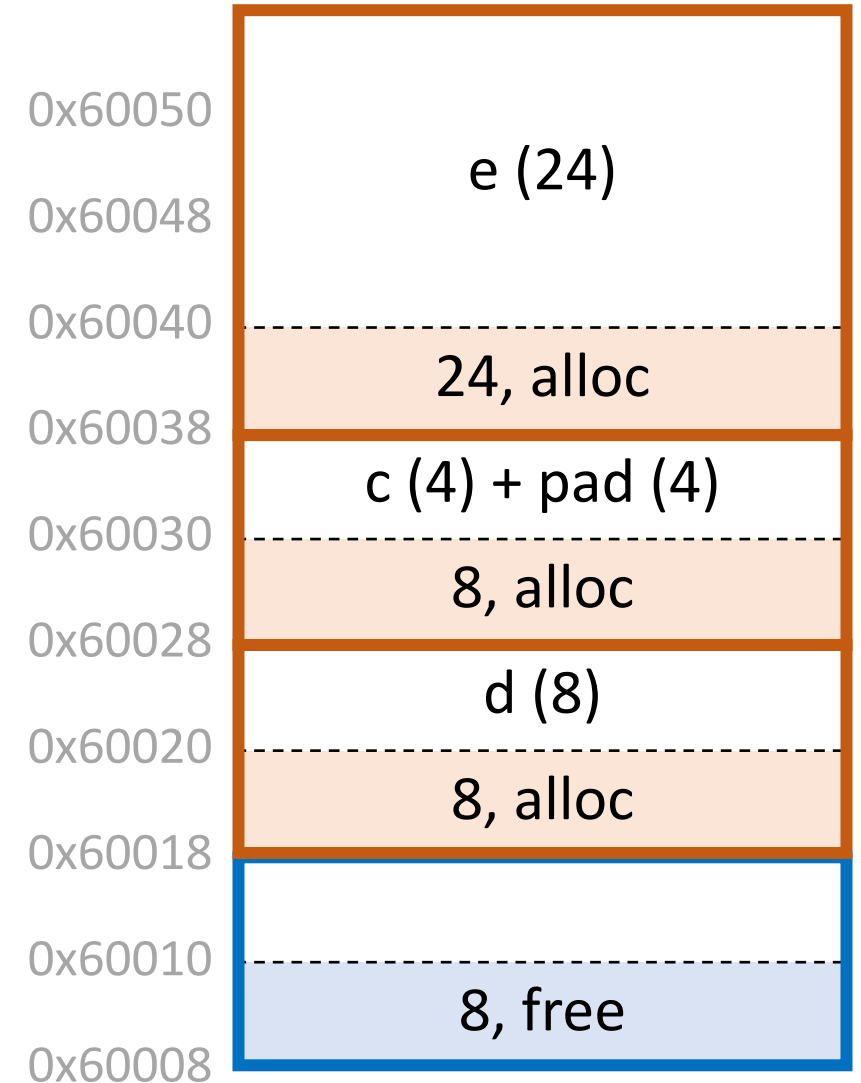 0x60050
e (24)
0x60048
0x60040
24, alloc
0x60038
c (4) + pad (4)
0x60030
8, alloc
0x60028
d (8)
0x60020
8, alloc
0x60018
0x60010
8, free
0x60008